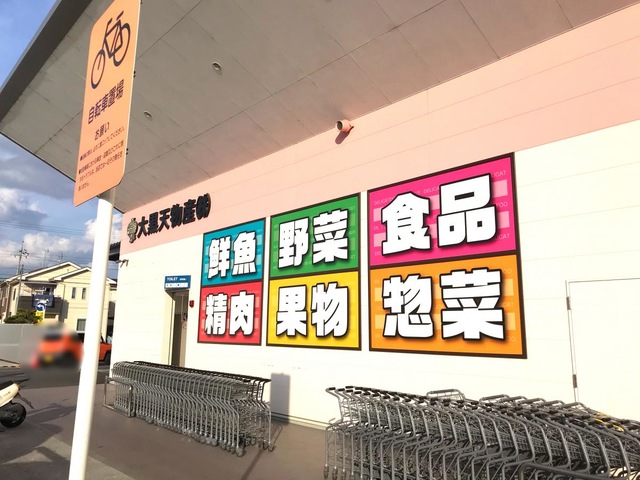 自転車置場
お願い
大黒天物産㈱
鮮魚
野菜
食品
精肉
果物
惣菜
TOILET